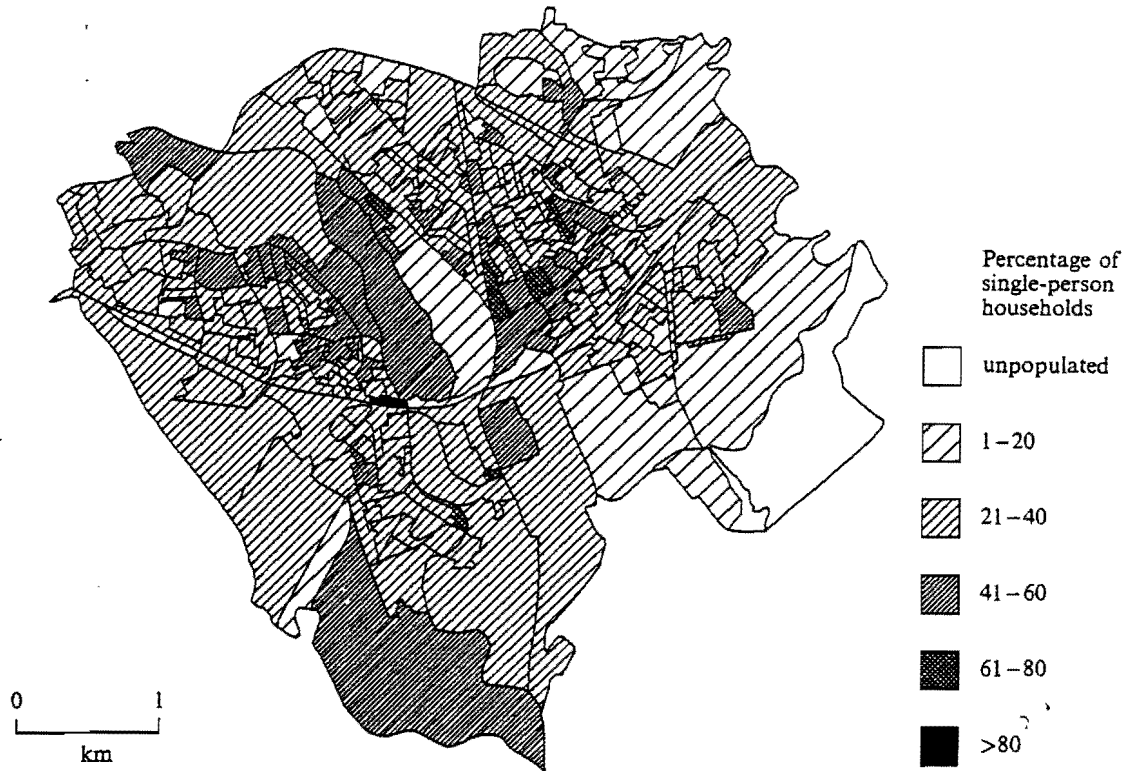 Percentage of
single-person
households
unpopulated
1–20
21–40
41–60
61–80
>80
0 1
km